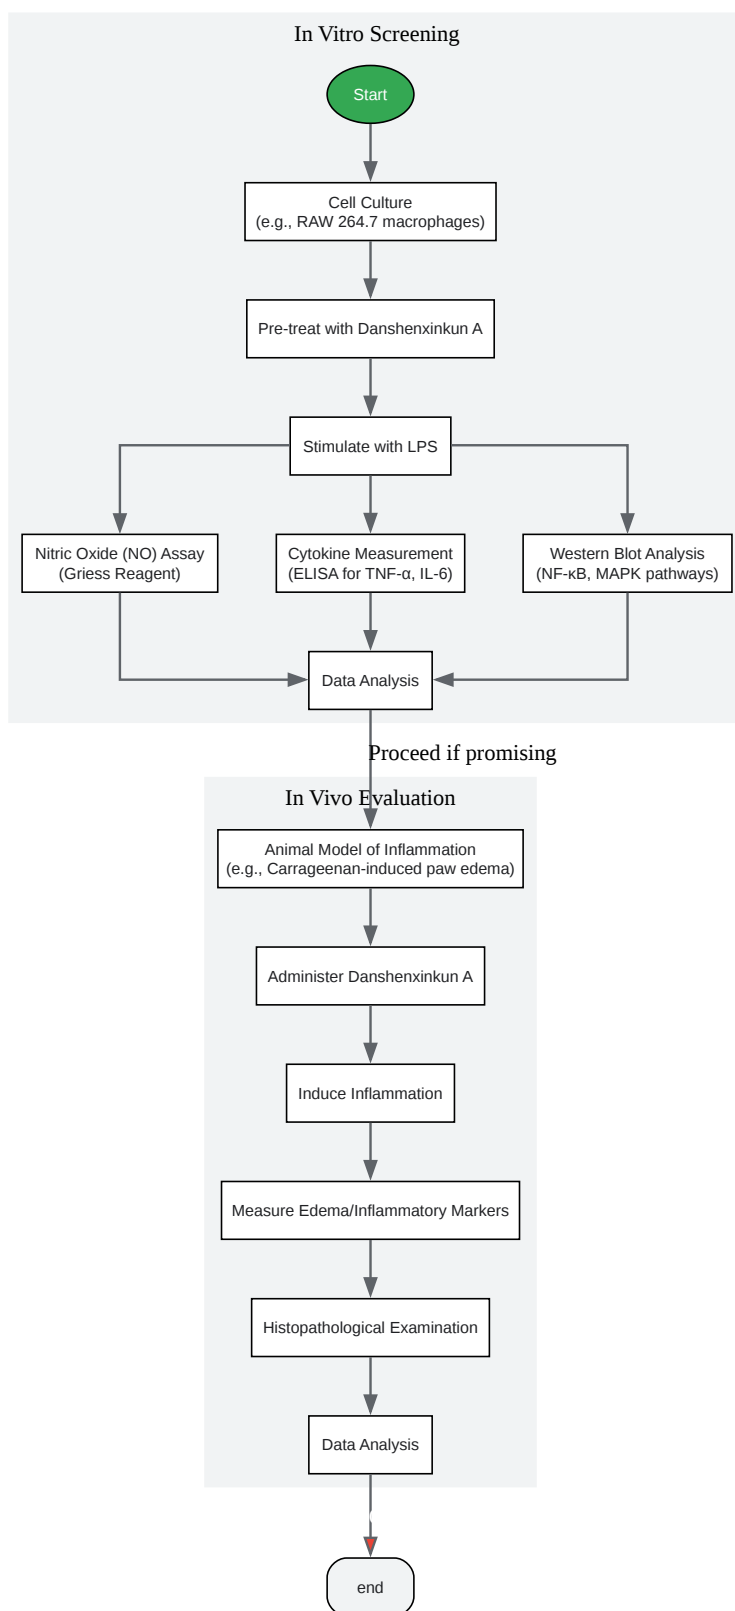 In Vitro Screening
Start
Cell Culture
(e.g., RAW 264.7 macrophages)
Pre-treat with Danshenxinkun A
Stimulate with LPS
Nitric Oxide (NO) Assay
(Griess Reagent)
Cytokine Measurement
(ELISA for TNF-α, IL-6)
Western Blot Analysis
(NF-κB, MAPK pathways)
Data Analysis
Proceed if promising
In Vivo Evaluation
Animal Model of Inflammation
(e.g., Carrageenan-induced paw edema)
Administer Danshenxinkun A
Induce Inflammation
Measure Edema/Inflammatory Markers
Histopathological Examination
Data Analysis
end